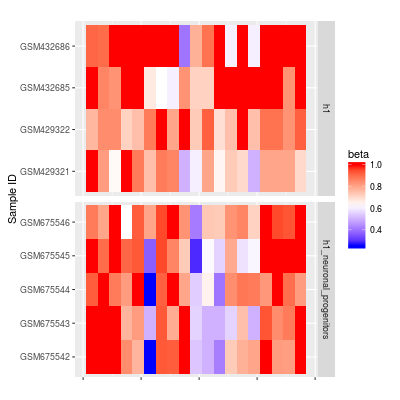 GSM432686
GSM432685
GSM429322
GSM429321
h1
GSM675546
GSM675545
GSM675544
GSM675543
GSM675542
h1_neuronal_progenitors
Sample ID
beta
1.0
0.8
0.6
0.4